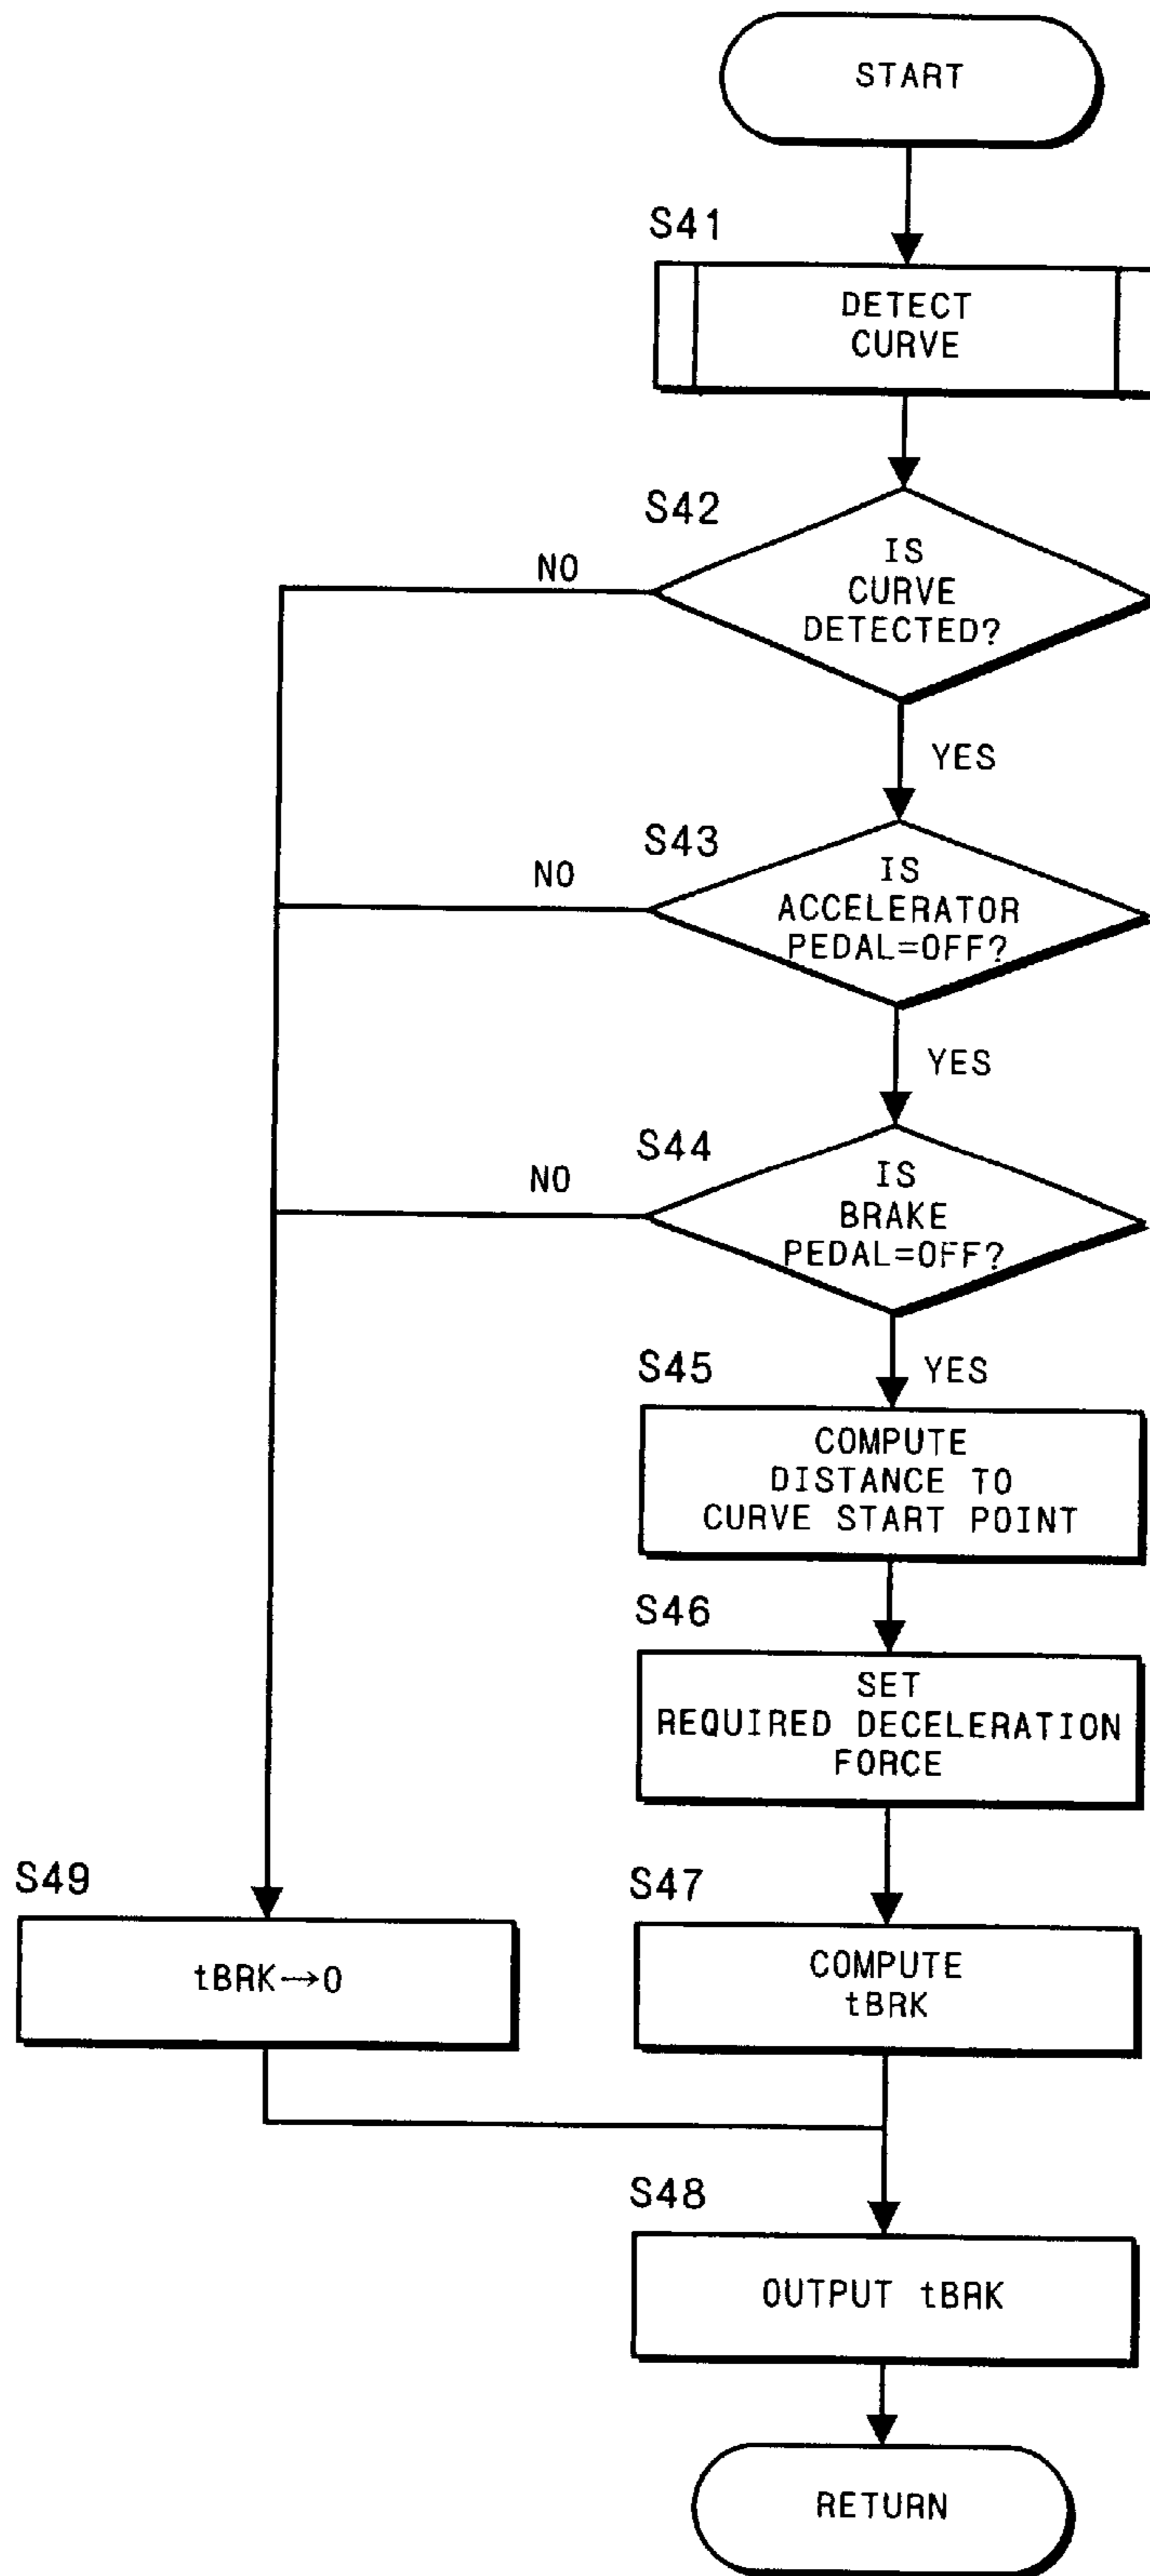 START
S41
DETECT
CURVE
S42
IS
CURVE
DETECTED?
NO
YES
S43
IS
ACCELERATOR
PEDAL=OFF?
NO
YES
S44
IS
BRAKE
PEDAL=OFF?
NO
YES
S45
COMPUTE
DISTANCE TO
CURVE START POINT
S46
SET
REQUIRED DECELERATION
FORCE
S49
tBRK→0
S47
COMPUTE
tBRK
S48
OUTPUT tBRK
RETURN